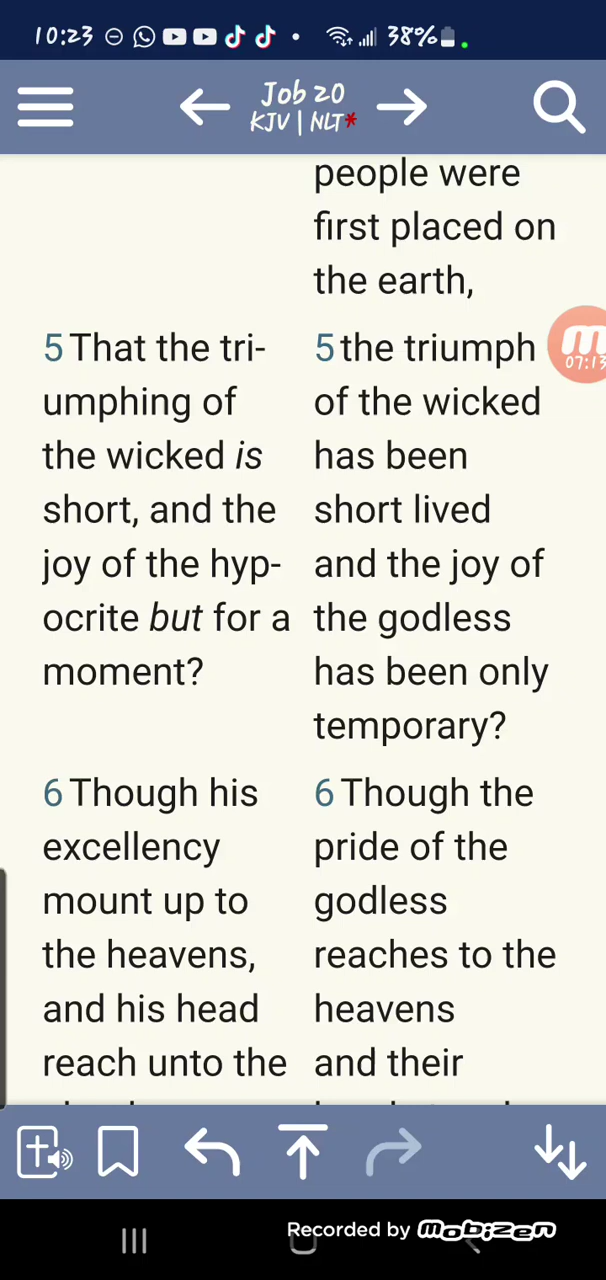 10:23 38%
Job 20
KJV | NLT*
people were
first placed on
the earth,
5 That the tri-
umphing of
the wicked is
short, and the
joy of the hyp-
ocrite but for a
moment?
5 the triumph
of the wicked
has been
short lived
and the joy of
the godless
has been only
temporary?
07:13
6 Though his
excellency
mount up to
the heavens,
and his head
reach unto the
6 Though the
pride of the
godless
reaches to the
heavens
and their
Recorded by mobizen